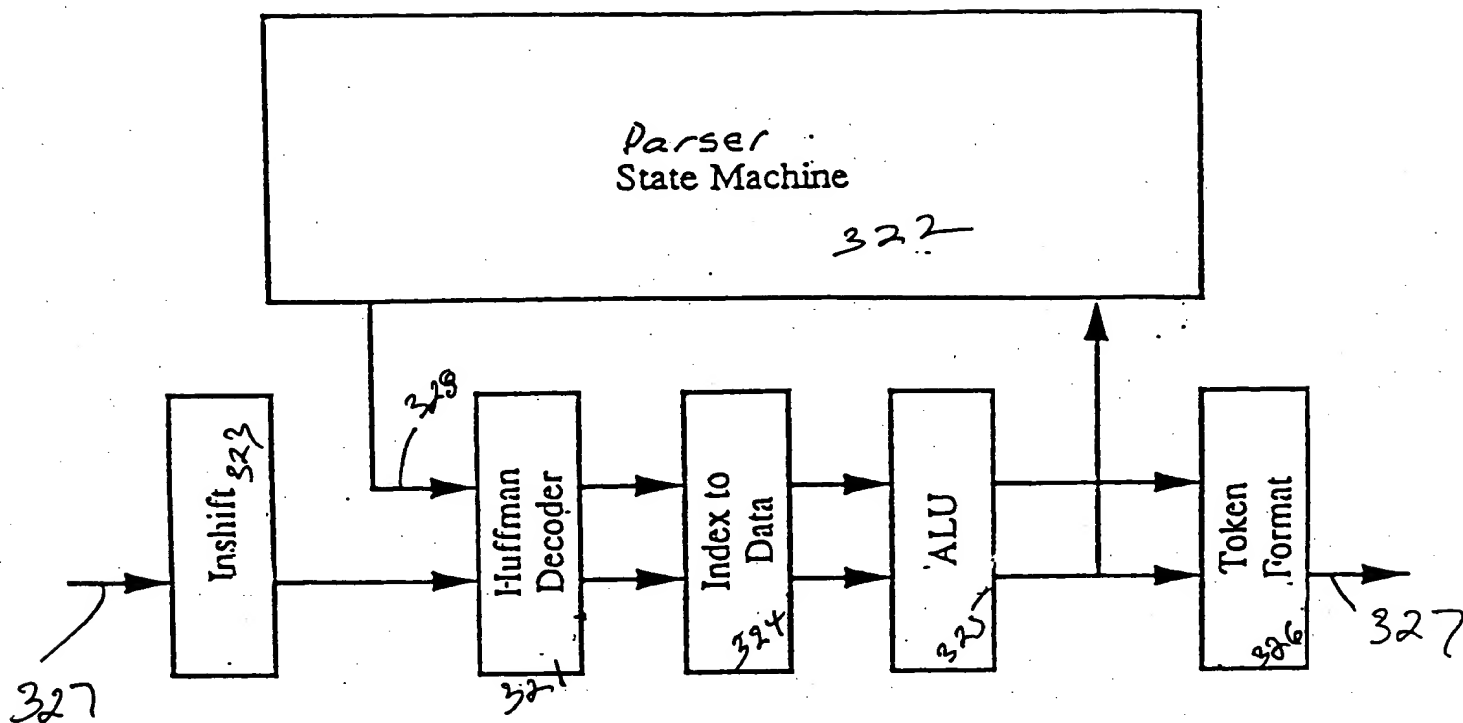 Parser
State Machine
322
328
Inshift 323
Huffman
Decoder
321
Index to
Data
324
ALU
325
Token
Format
326
327
327